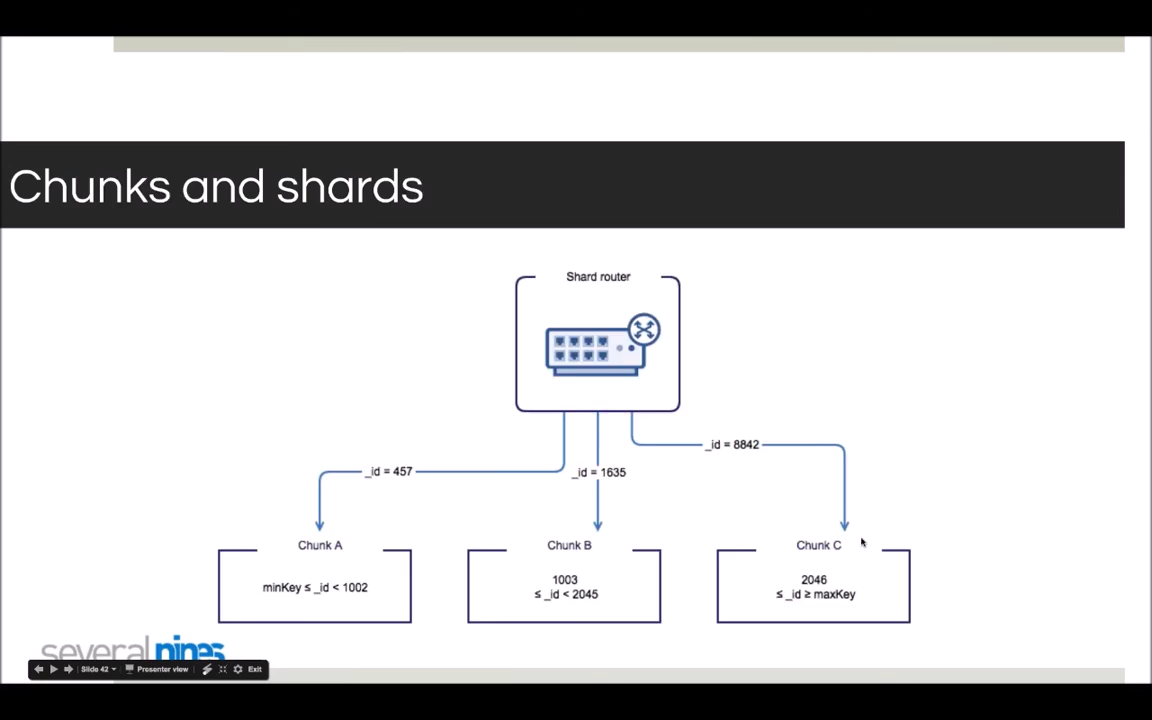 Chunks and shards
Shard router
_id = 8842
_id = 457
_id = 1635
Chunk A
Chunk B
Chunk C
minKey ≤ _id < 1002
1003
≤ _id < 2045
2046
≤ _id ≥ maxKey
severalnines
Slide 42
Presenter view
Exit